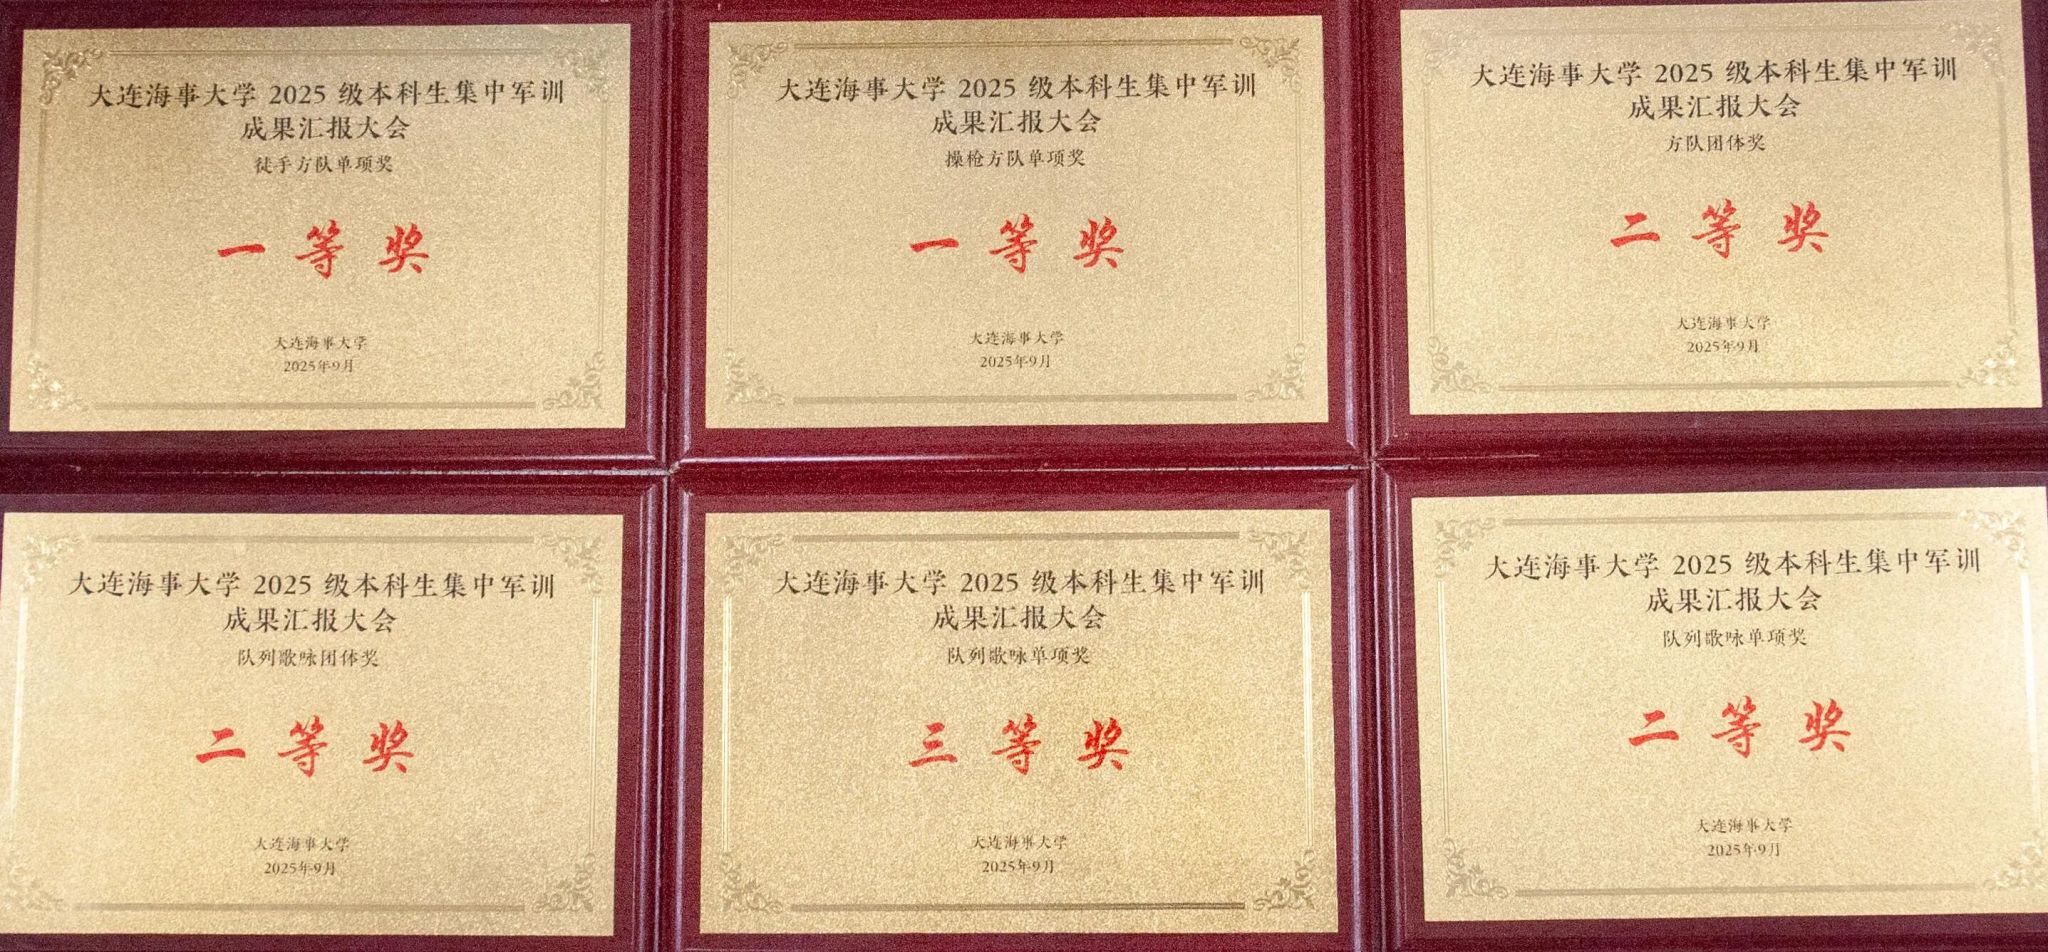 大连海事大学 2025 级本科生集中军训
成果汇报大会
徒手方队单项奖
一等奖
大连海事大学
2025年9月
大连海事大学 2025 级本科生集中军训
成果汇报大会
操枪方队单项奖
一等奖
大连海事大学
2025年9月
大连海事大学 2025 级本科生集中军训
成果汇报大会
方队团体奖
二等奖
大连海事大学
2025年9月
大连海事大学 2025 级本科生集中军训
成果汇报大会
队列歌咏团体奖
二等奖
大连海事大学
2025年9月
大连海事大学 2025 级本科生集中军训
成果汇报大会
队列歌咏单项奖
三等奖
大连海事大学
2025年9月
大连海事大学 2025 级本科生集中军训
成果汇报大会
队列歌咏单项奖
二等奖
大连海事大学
2025年9月